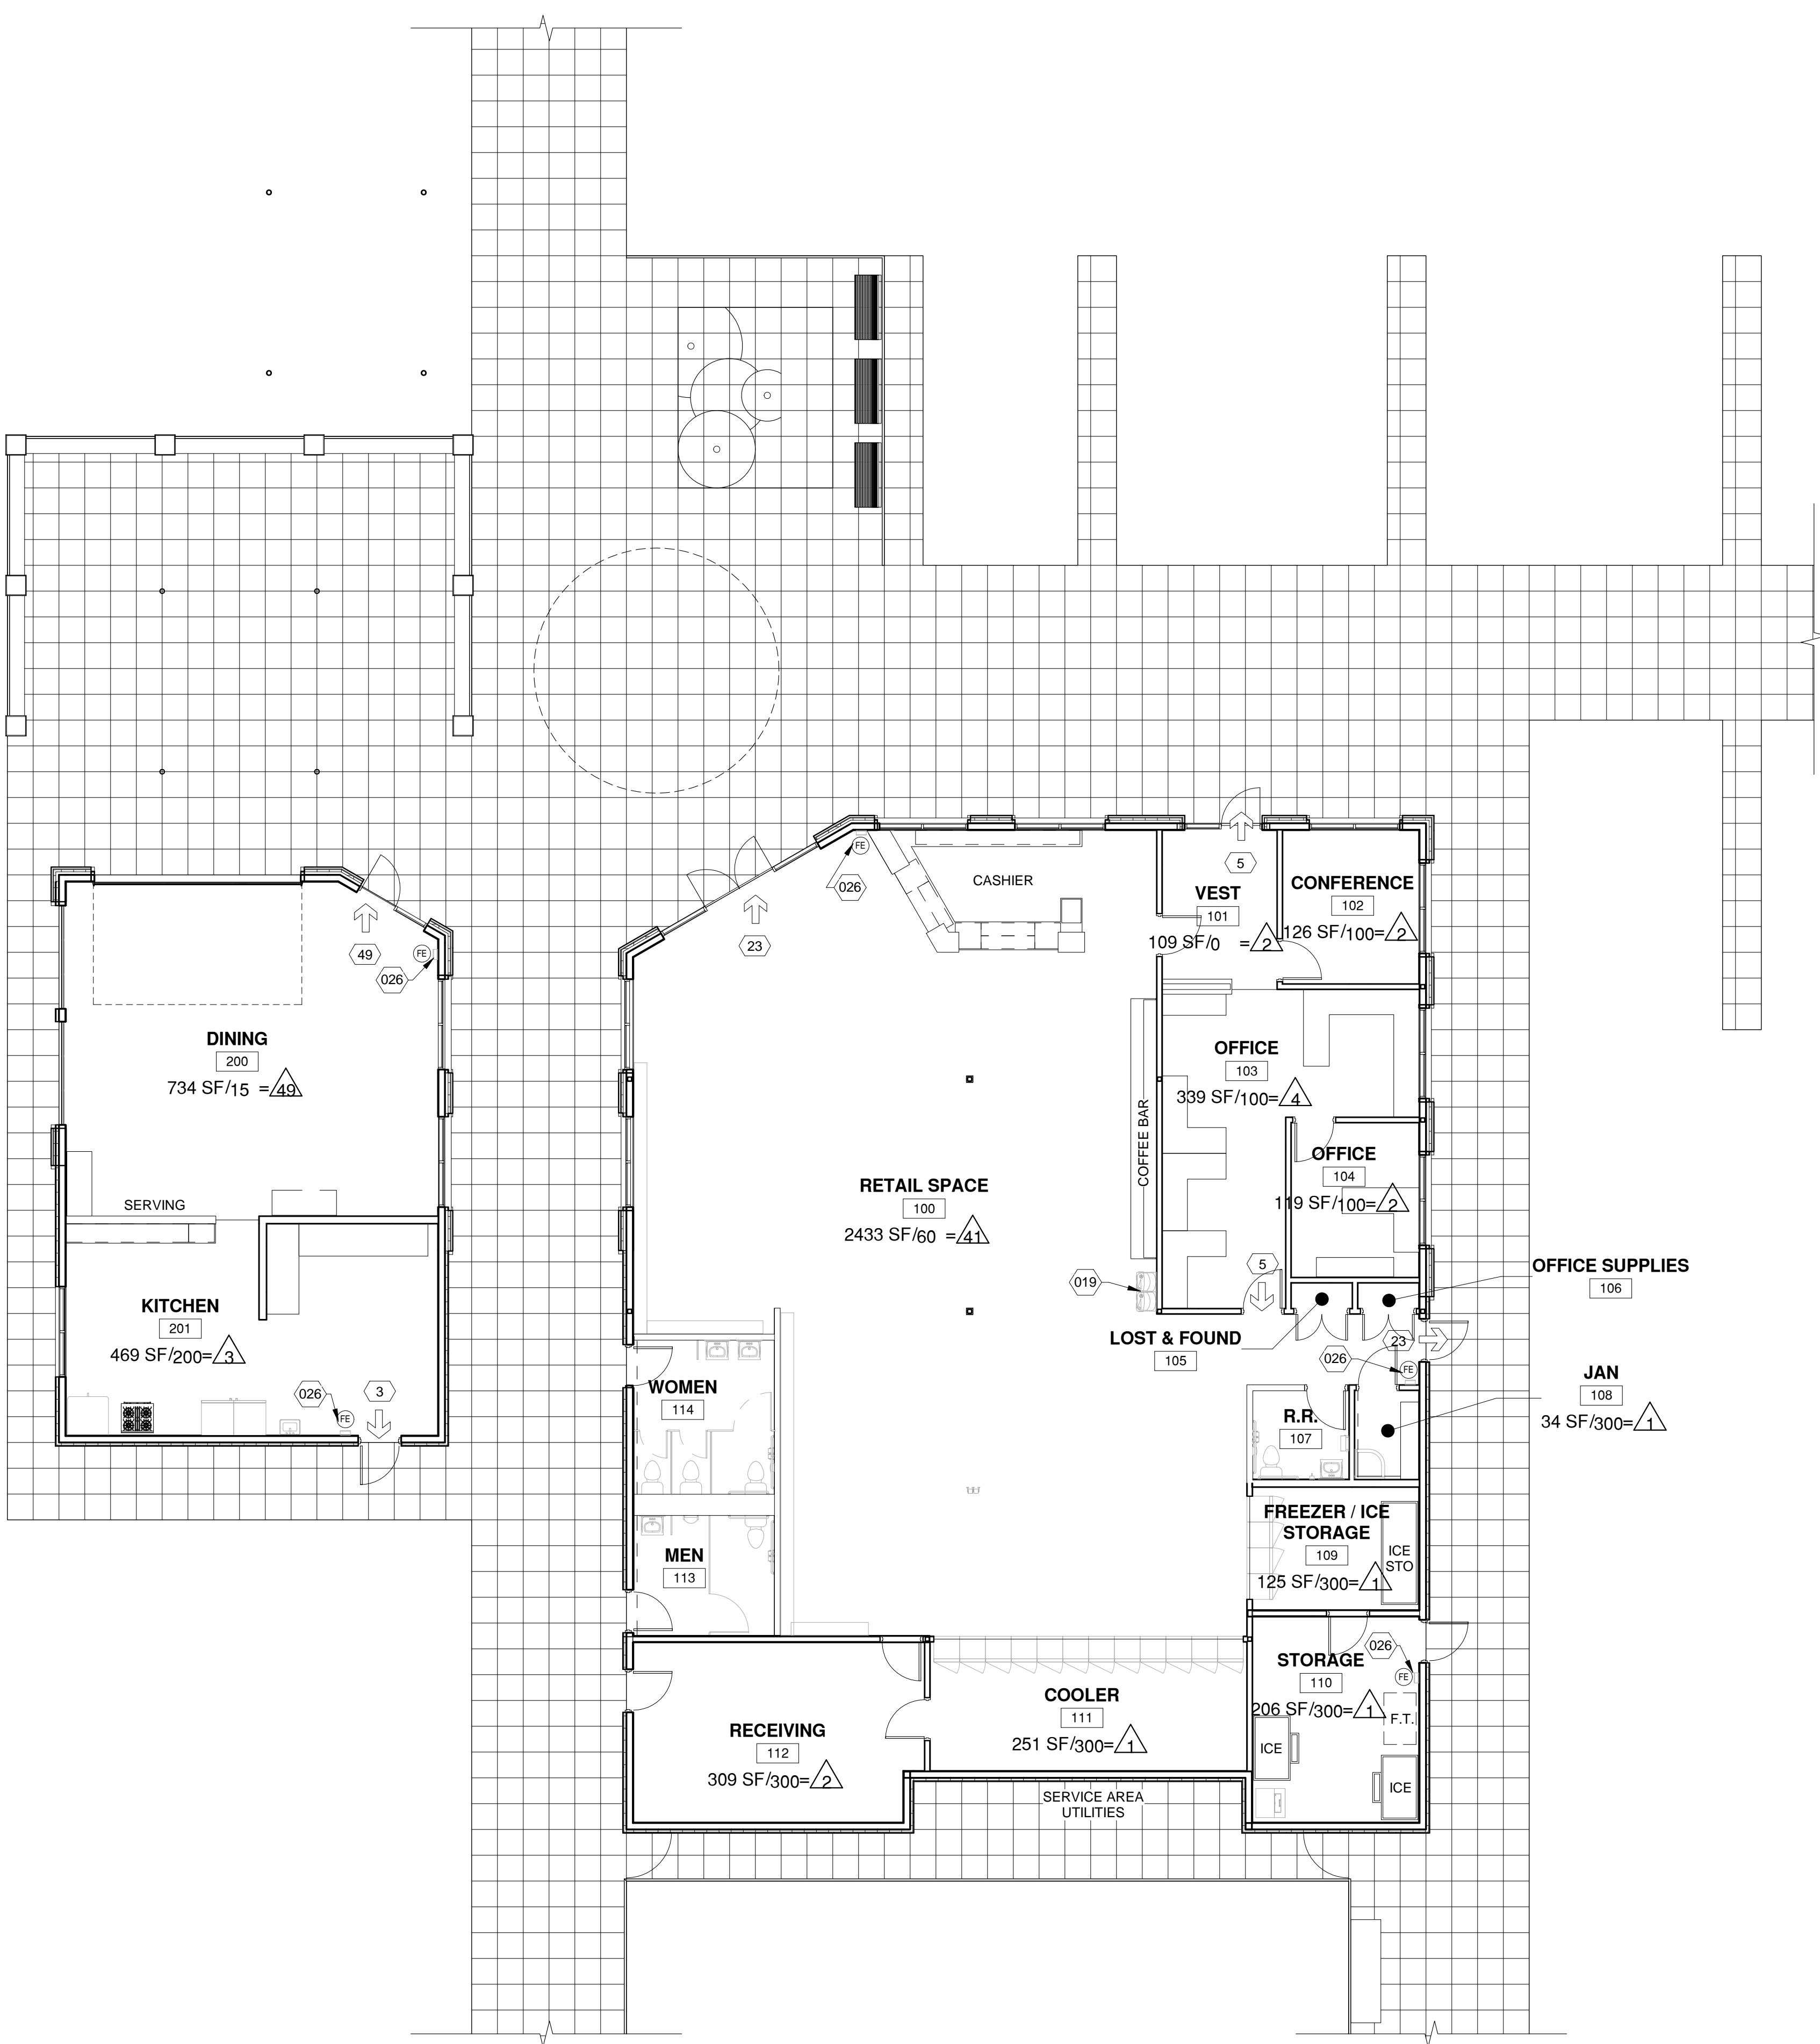 FE
026
CASHIER
5
VEST
101
109 SF/0 = 2
CONFERENCE
102
126 SF/100= 2
49
FE
026
23
DINING
200
734 SF/15 = 49
OFFICE
103
339 SF/100= 4
COFFEE BAR
OFFICE
104
119 SF/100= 2
RETAIL SPACE
100
2433 SF/60 = 41
SERVING
5
019
OFFICE SUPPLIES
106
KITCHEN
201
469 SF/200= 3
LOST & FOUND
105
23
026
FE
JAN
108
34 SF/300= 1
026
FE
3
WOMEN
114
R.R.
107
FREEZER / ICE
STORAGE
109
125 SF/300= 1
ICE
STO
MEN
113
026
FE
STORAGE
110
206 SF/300= 1
F.T.
ICE
ICE
COOLER
111
251 SF/300= 1
RECEIVING
112
309 SF/300= 2
SERVICE AREA
UTILITIES